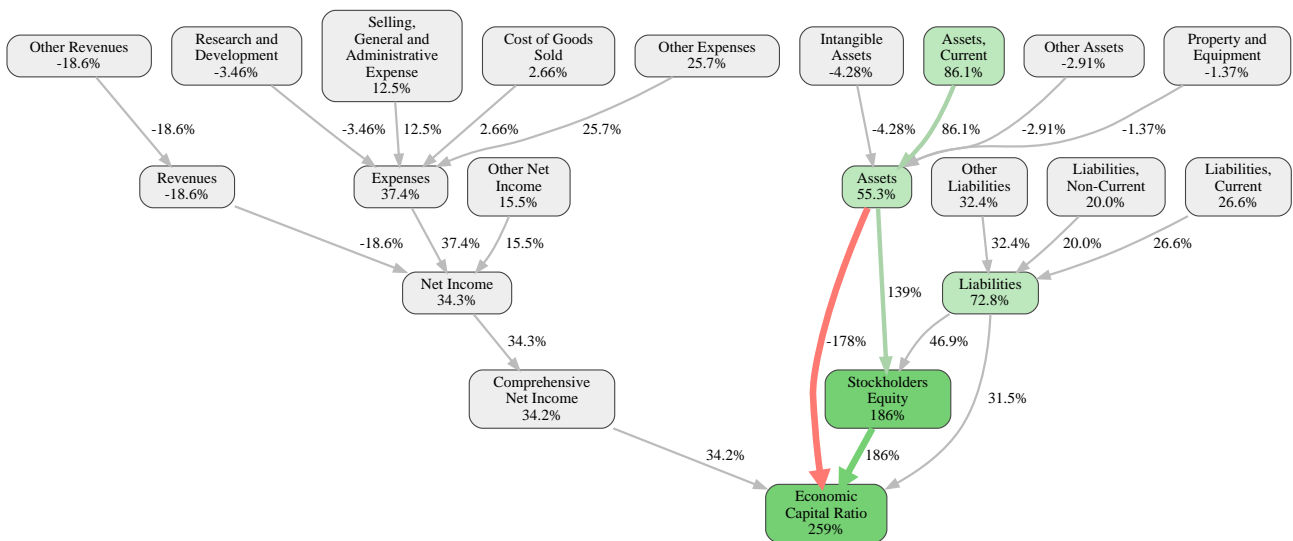 Other Revenues
-18.6%
Research and
Development
-3.46%
Selling,
General and
Administrative
Expense
12.5%
Cost of Goods
Sold
2.66%
Other Expenses
25.7%
Intangible
Assets
-4.28%
Assets,
Current
86.1%
Other Assets
-2.91%
Property and
Equipment
-1.37%
-18.6%
-3.46%
12.5%
2.66%
25.7%
-4.28%
86.1%
-2.91%
-1.37%
Revenues
-18.6%
Expenses
37.4%
Other Net
Income
15.5%
Assets
55.3%
Other
Liabilities
32.4%
Liabilities,
Non-Current
20.0%
Liabilities,
Current
26.6%
-18.6%
37.4%
15.5%
32.4%
20.0%
26.6%
Net Income
34.3%
139%
Liabilities
72.8%
34.3%
-178%
46.9%
Comprehensive
Net Income
34.2%
Stockholders
Equity
186%
31.5%
34.2%
186%
Economic
Capital Ratio
259%